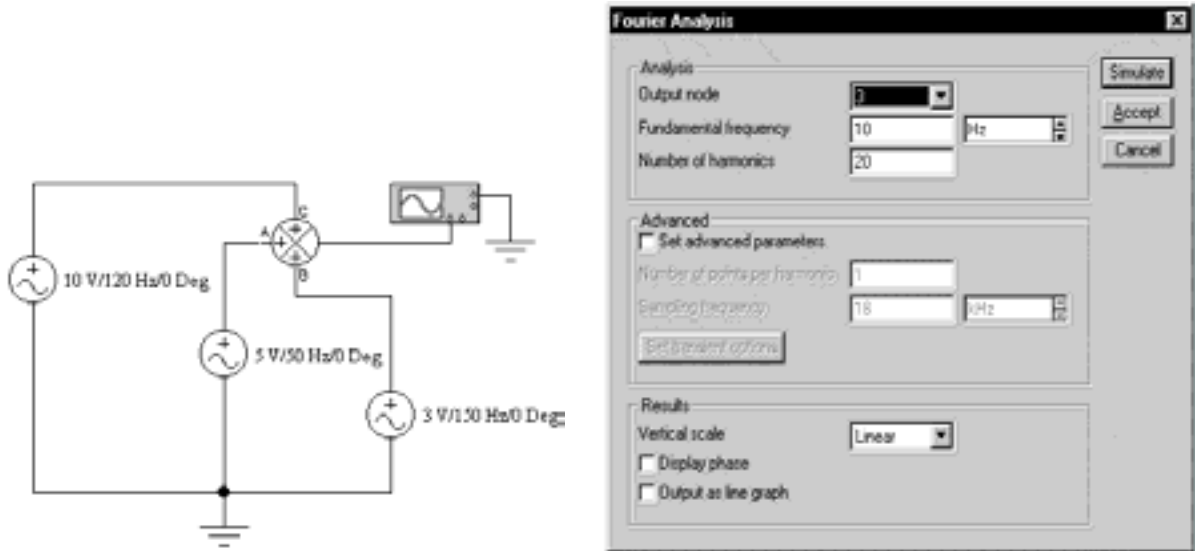 C
A
B
10 V/120 Hz/0 Deg
5 V/50 Hz/0 Deg
3 V/150 Hz/0 Deg
Fourier Analysis
Analysis
Output node
Fundamental frequency 10 Hz
Number of harmonics 20
Simulate
Accept
Cancel
Advanced
Set advanced parameters
Number of points per harmonic 1
Sampling frequency 18 kHz
Set transient options
Results
Vertical scale Linear
Display phase
Output as line graph